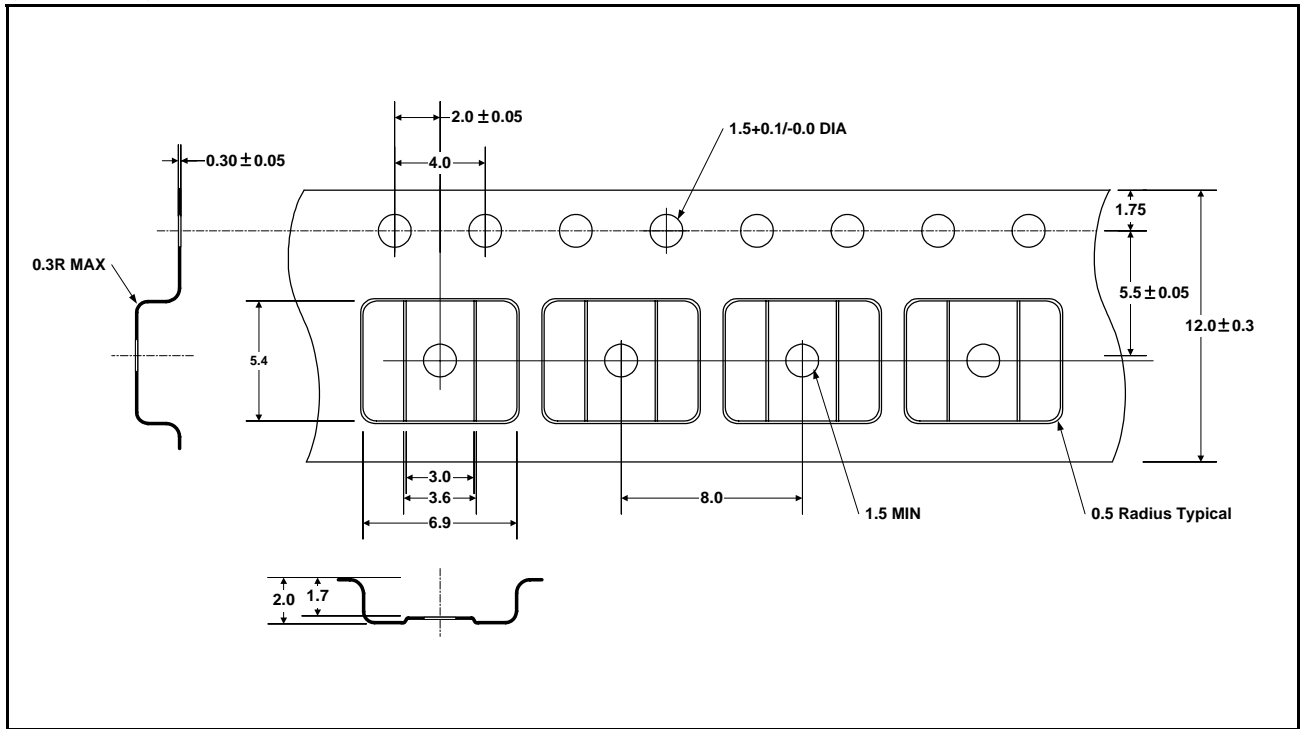 2.0 ± 0.05
1.5+0.1/-0.0 DIA
0.30 ± 0.05
4.0
1.75
0.3R MAX
5.5 ± 0.05
12.0 ± 0.3
5.4
3.0
3.6
8.0
6.9
1.5 MIN
0.5 Radius Typical
2.0
1.7